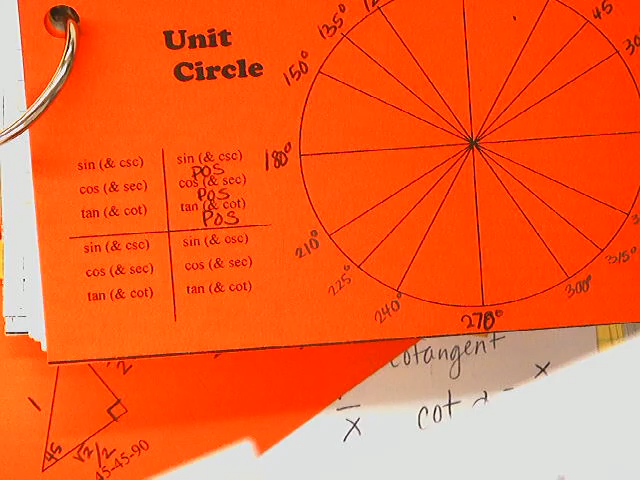 Unit
Circle
135°
45
150°
180°
210°
225°
240°
270°
300°
315°
sin (& csc)
cos (& sec)
tan (& cot)
sin (& csc)
POS
cos (& sec)
POS
tan (& cot)
POS
sin (& csc)
cos (& sec)
tan (& cot)
sin (& csc)
cos (& sec)
tan (& cot)
cotangent
x
cot
x
1
45
√2/2
45-45-90